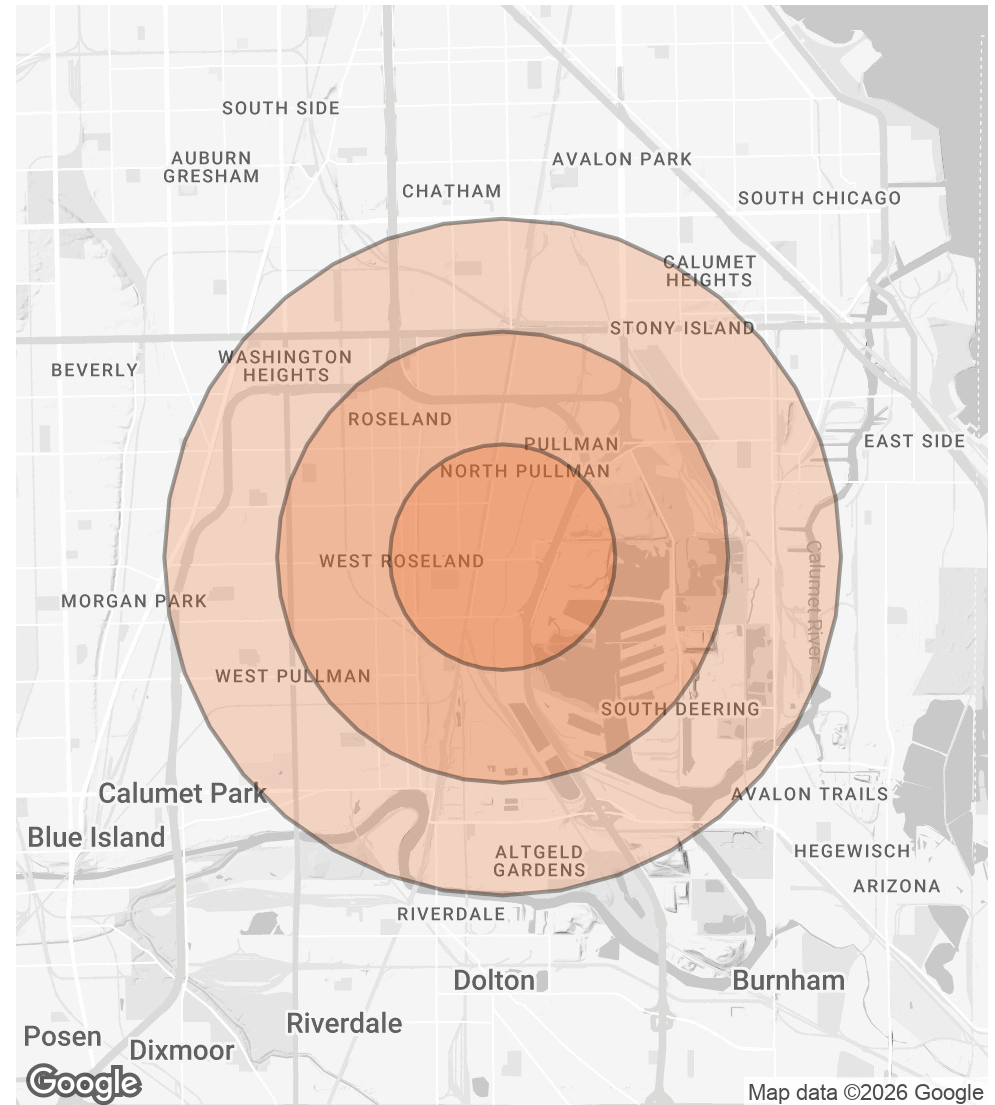 SOUTH SIDE
AUBURN
GRESHAM
AVALON PARK
CHATHAM
SOUTH CHICAGO
CALUMET
HEIGHTS
STONY ISLAND
WASHINGTON
HEIGHTS
BEVERLY
ROSELAND
PULLMAN
EAST SIDE
NORTH PULLMAN
WEST ROSELAND
Calumet River
MORGAN PARK
WEST PULLMAN
SOUTH DEERING
Calumet Park
AVALON TRAILS
Blue Island
ALTGELD
GARDENS
HEGEWISCH
ARIZONA
RIVERDALE
Dolton
Burnham
Riverdale
Posen
Dixmoor
Google
Map data ©2026 Google